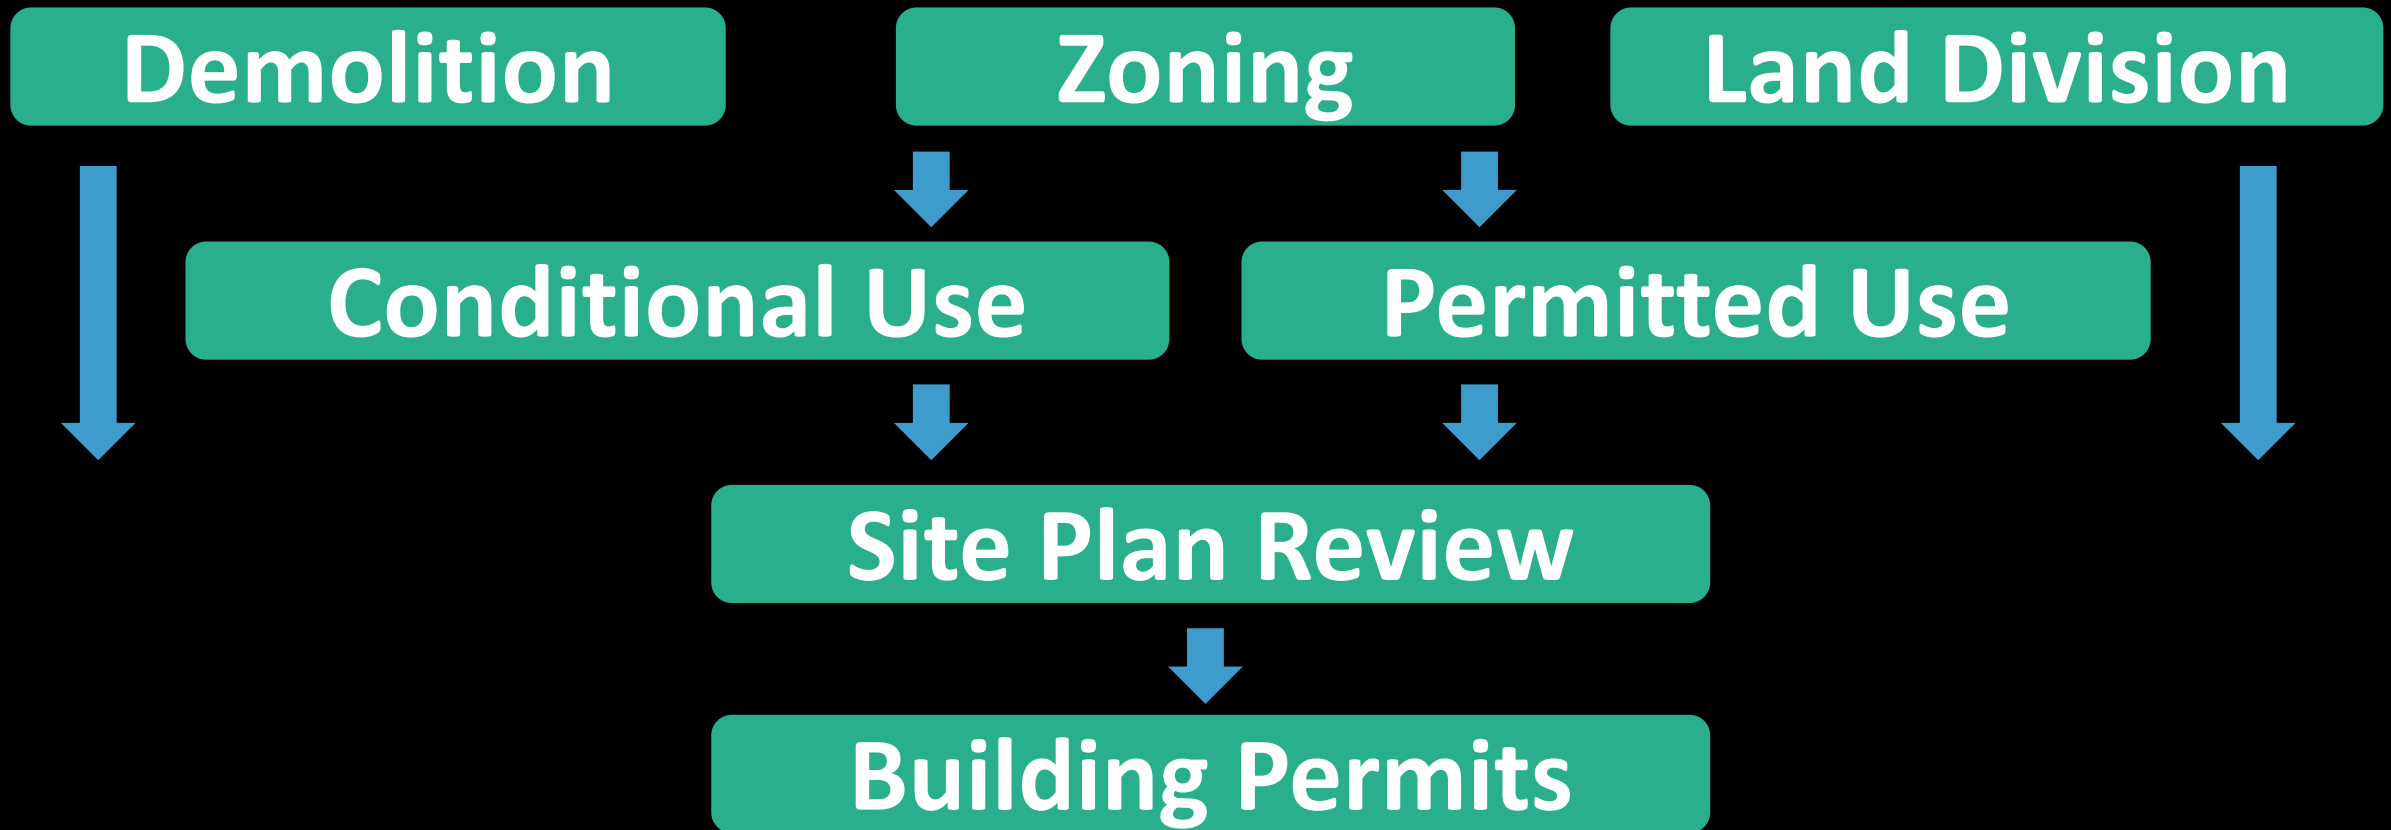 Demolition
Zoning
Land Division
Conditional Use
Permitted Use
Site Plan Review
Building Permits